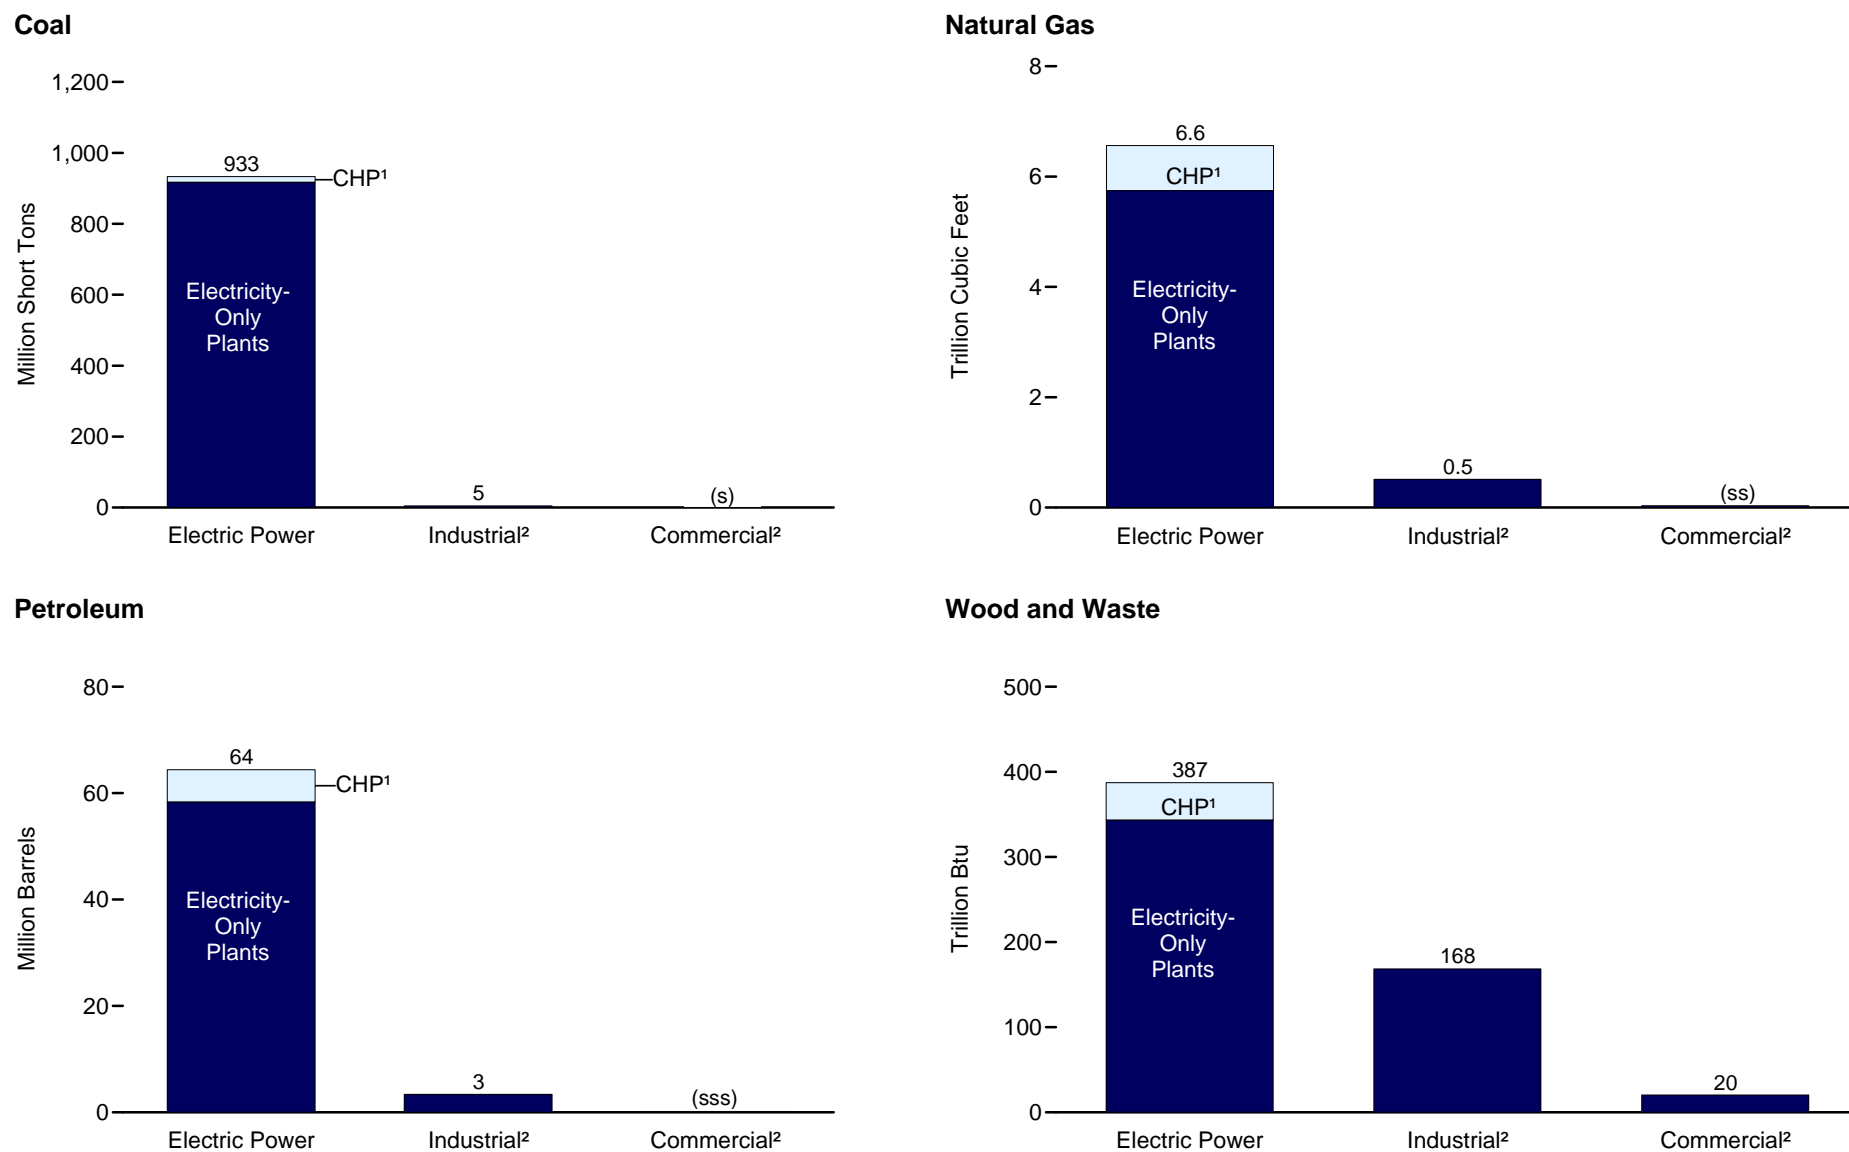 Coal
Million Short Tons
1,200
1,000
800
600
400
200
0
933
CHP¹
Electricity-
Only
Plants
5
(s)
Electric Power
Industrial²
Commercial²
Natural Gas
Trillion Cubic Feet
8
6
4
2
0
6.6
CHP¹
Electricity-
Only
Plants
0.5
(ss)
Electric Power
Industrial²
Commercial²
Petroleum
Million Barrels
80
60
40
20
0
64
CHP¹
Electricity-
Only
Plants
3
(sss)
Electric Power
Industrial²
Commercial²
Wood and Waste
Trillion Btu
500
400
300
200
100
0
387
CHP¹
Electricity-
Only
Plants
168
20
Electric Power
Industrial²
Commercial²